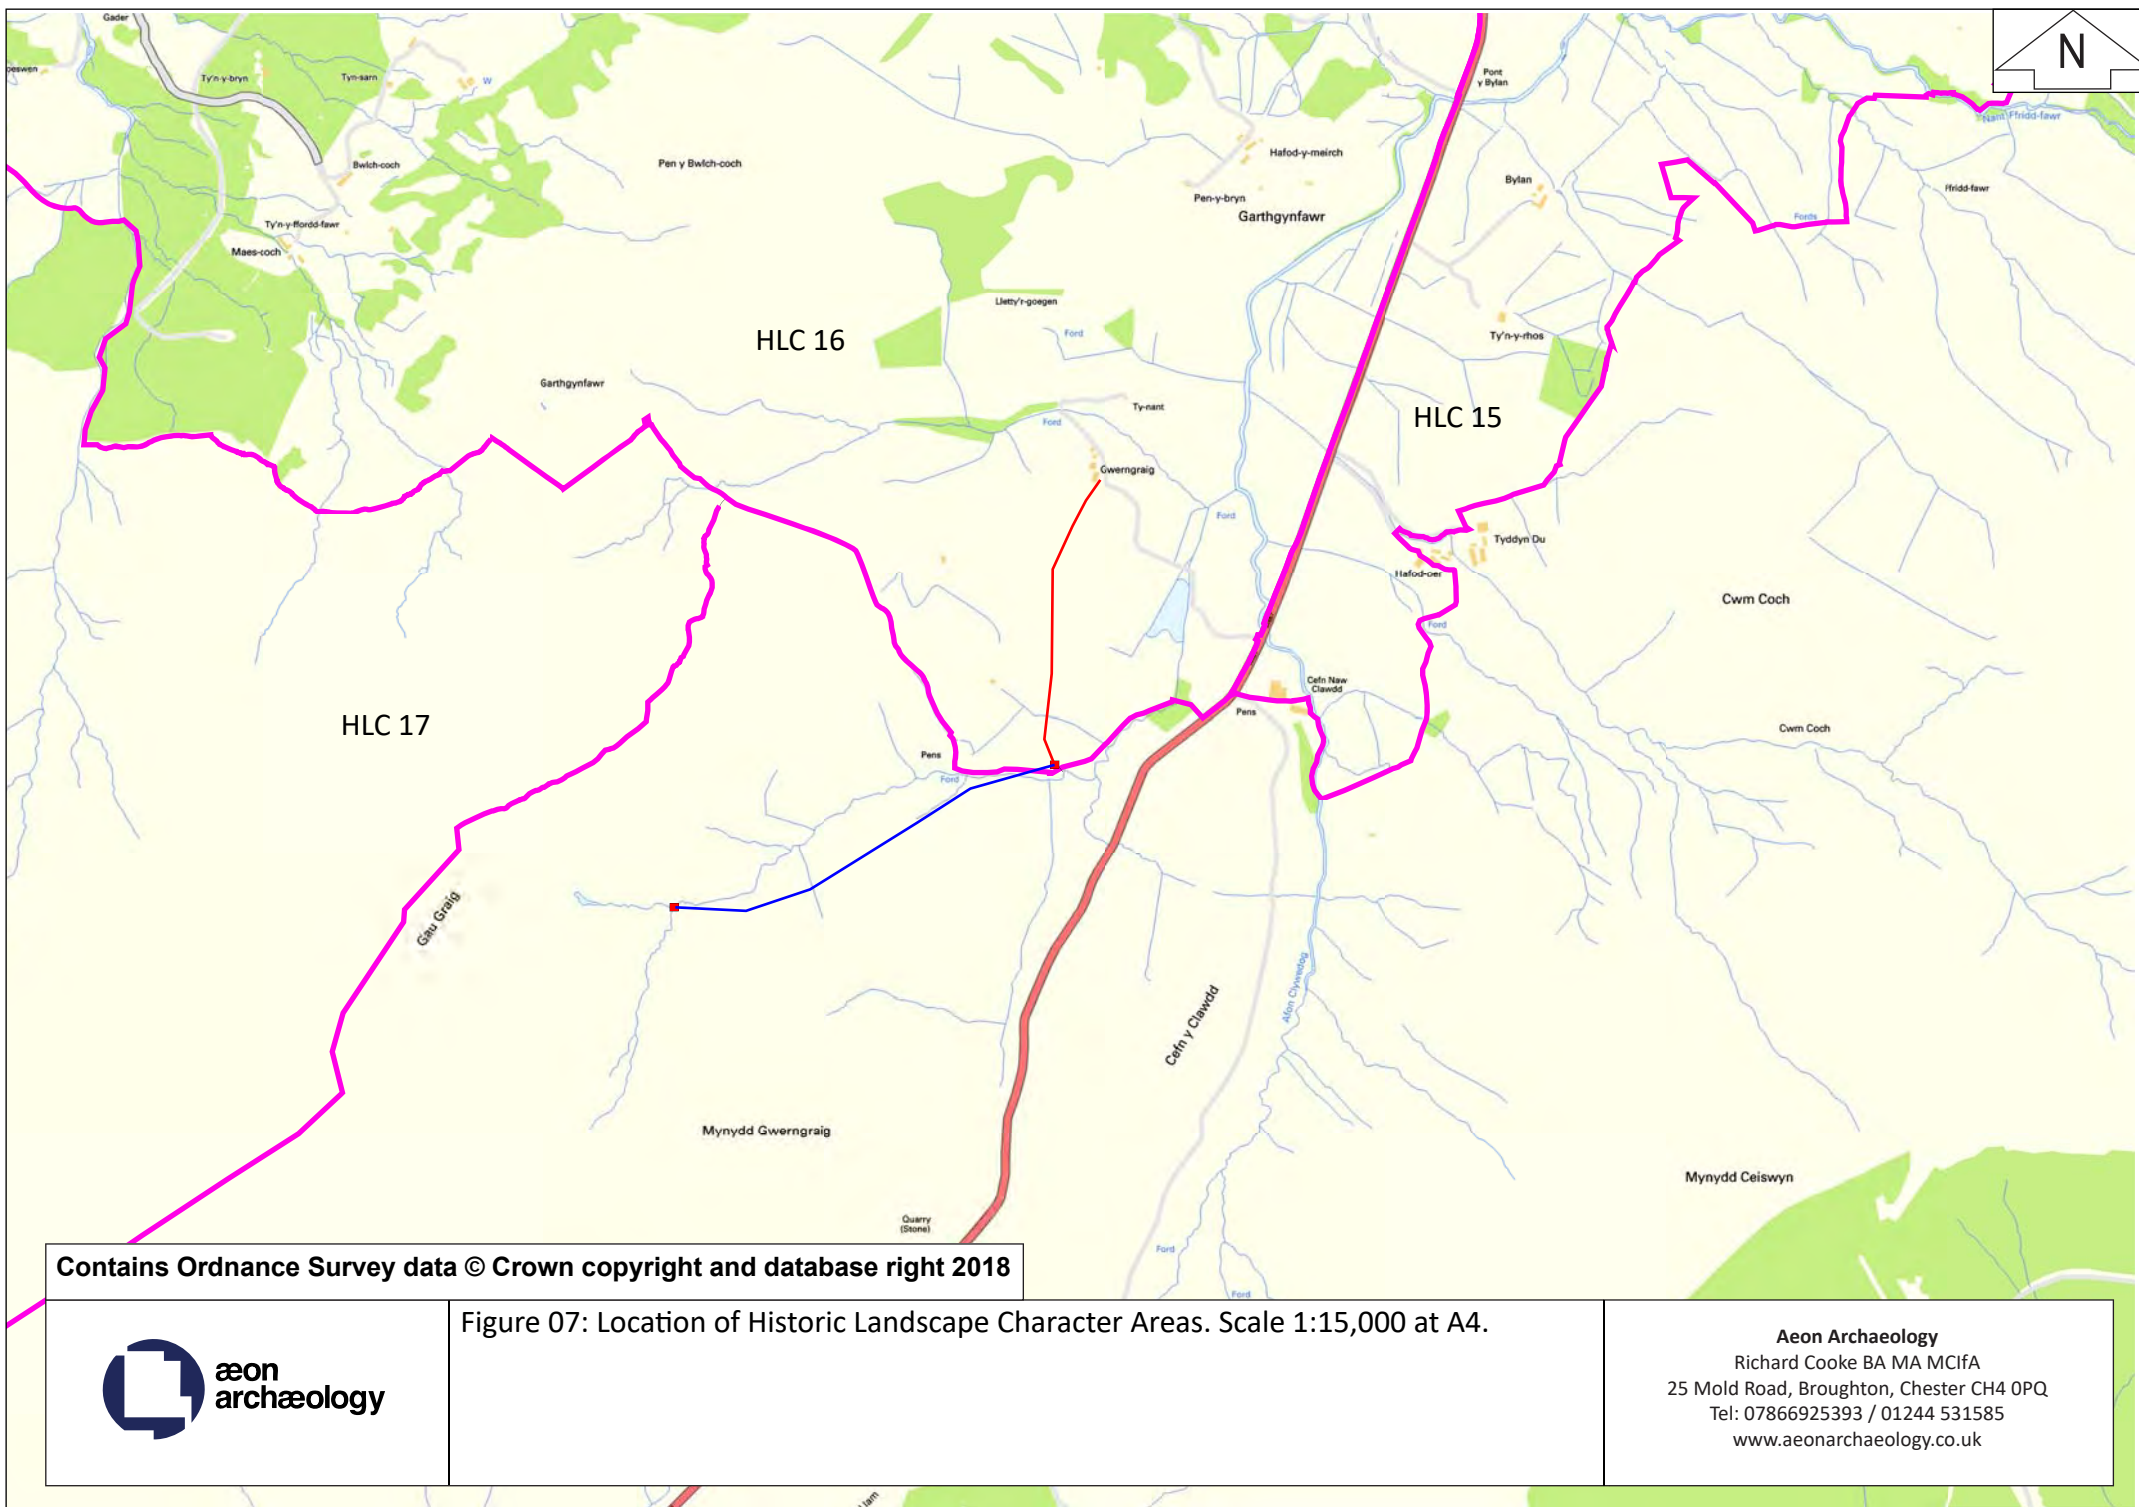 Gader
N
oeswen
Ty'n-y-bryn
Tyn-sarn
W
Pont
y Bylan
Nant Ffridd-fawr
Bwlch-coch
Pen y Bwlch-coch
Hafod-y-meirch
Bylan
Ffridd-fawr
Pen-y-bryn
Garthgynfawr
Fords
Ty'n-y-ffordd-fawr
Maes-coch
Lletty'r-goegen
Ford
HLC 16
Ty'n-y-rhos
Garthgynfawr
Ty-nant
Ford
HLC 15
Gwerngraig
Ford
Tyddyn Du
Hafod-oer
Cwm Coch
Ford
Cefn Naw
Clawdd
Pens
HLC 17
Cwm Coch
Pens
Ford
Gau Graig
Afon Clywedog
Cefn y Clawdd
Mynydd Gwerngraig
Mynydd Ceiswyn
Quarry
(Stone)
Ford
Ford
Contains Ordnance Survey data © Crown copyright and database right 2018
æon
archæology
Figure 07: Location of Historic Landscape Character Areas. Scale 1:15,000 at A4.
Aeon Archaeology
Richard Cooke BA MA MCIfA
25 Mold Road, Broughton, Chester CH4 0PQ
Tel: 07866925393 / 01244 531585
www.aeonarchaeology.co.uk